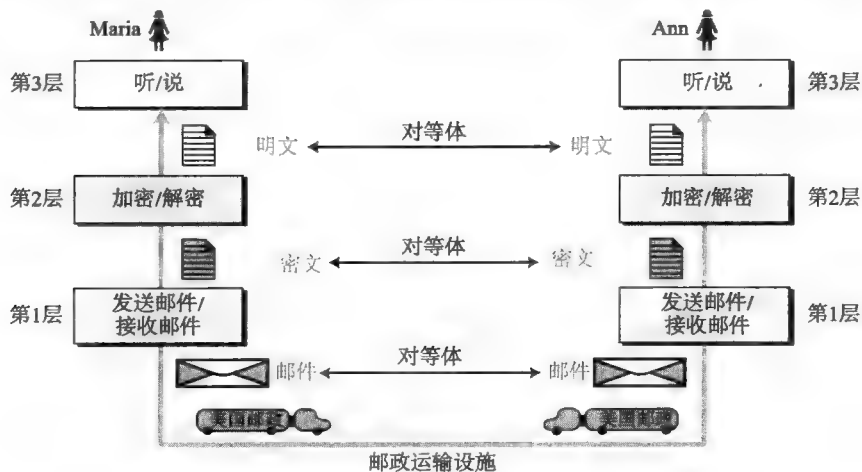 Maria
Ann
第3层
听/说
听/说
第3层
明文
对等体
明文
第2层
加密/解密
加密/解密
第2层
密文
对等体
密文
第1层
发送邮件/
接收邮件
发送邮件/
接收邮件
第1层
邮件
对等体
邮件
邮政运输设施